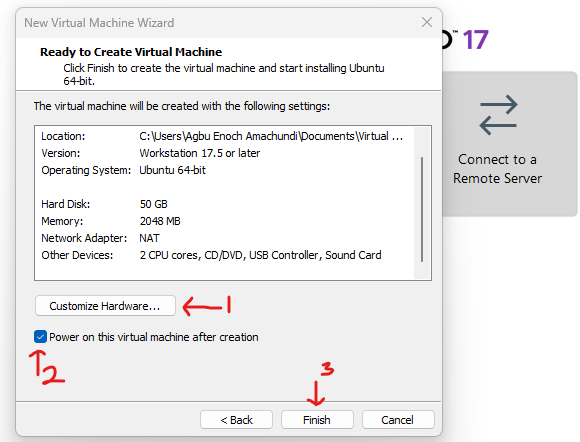 New Virtual Machine Wizard
Ready to Create Virtual Machine
Click Finish to create the virtual machine and start installing Ubuntu
64-bit.
The virtual machine will be created with the following settings:
Location: C:\Users\Agbu Enoch Amachundi\Documents\Virtual ...
Version: Workstation 17.5 or later
Operating System: Ubuntu 64-bit
Hard Disk: 50 GB
Memory: 2048 MB
Network Adapter: NAT
Other Devices: 2 CPU cores, CD/DVD, USB Controller, Sound Card
Customize Hardware...
1
Power on this virtual machine after creation
2
3
< Back
Finish
Cancel
™ 17
Connect to a
Remote Server